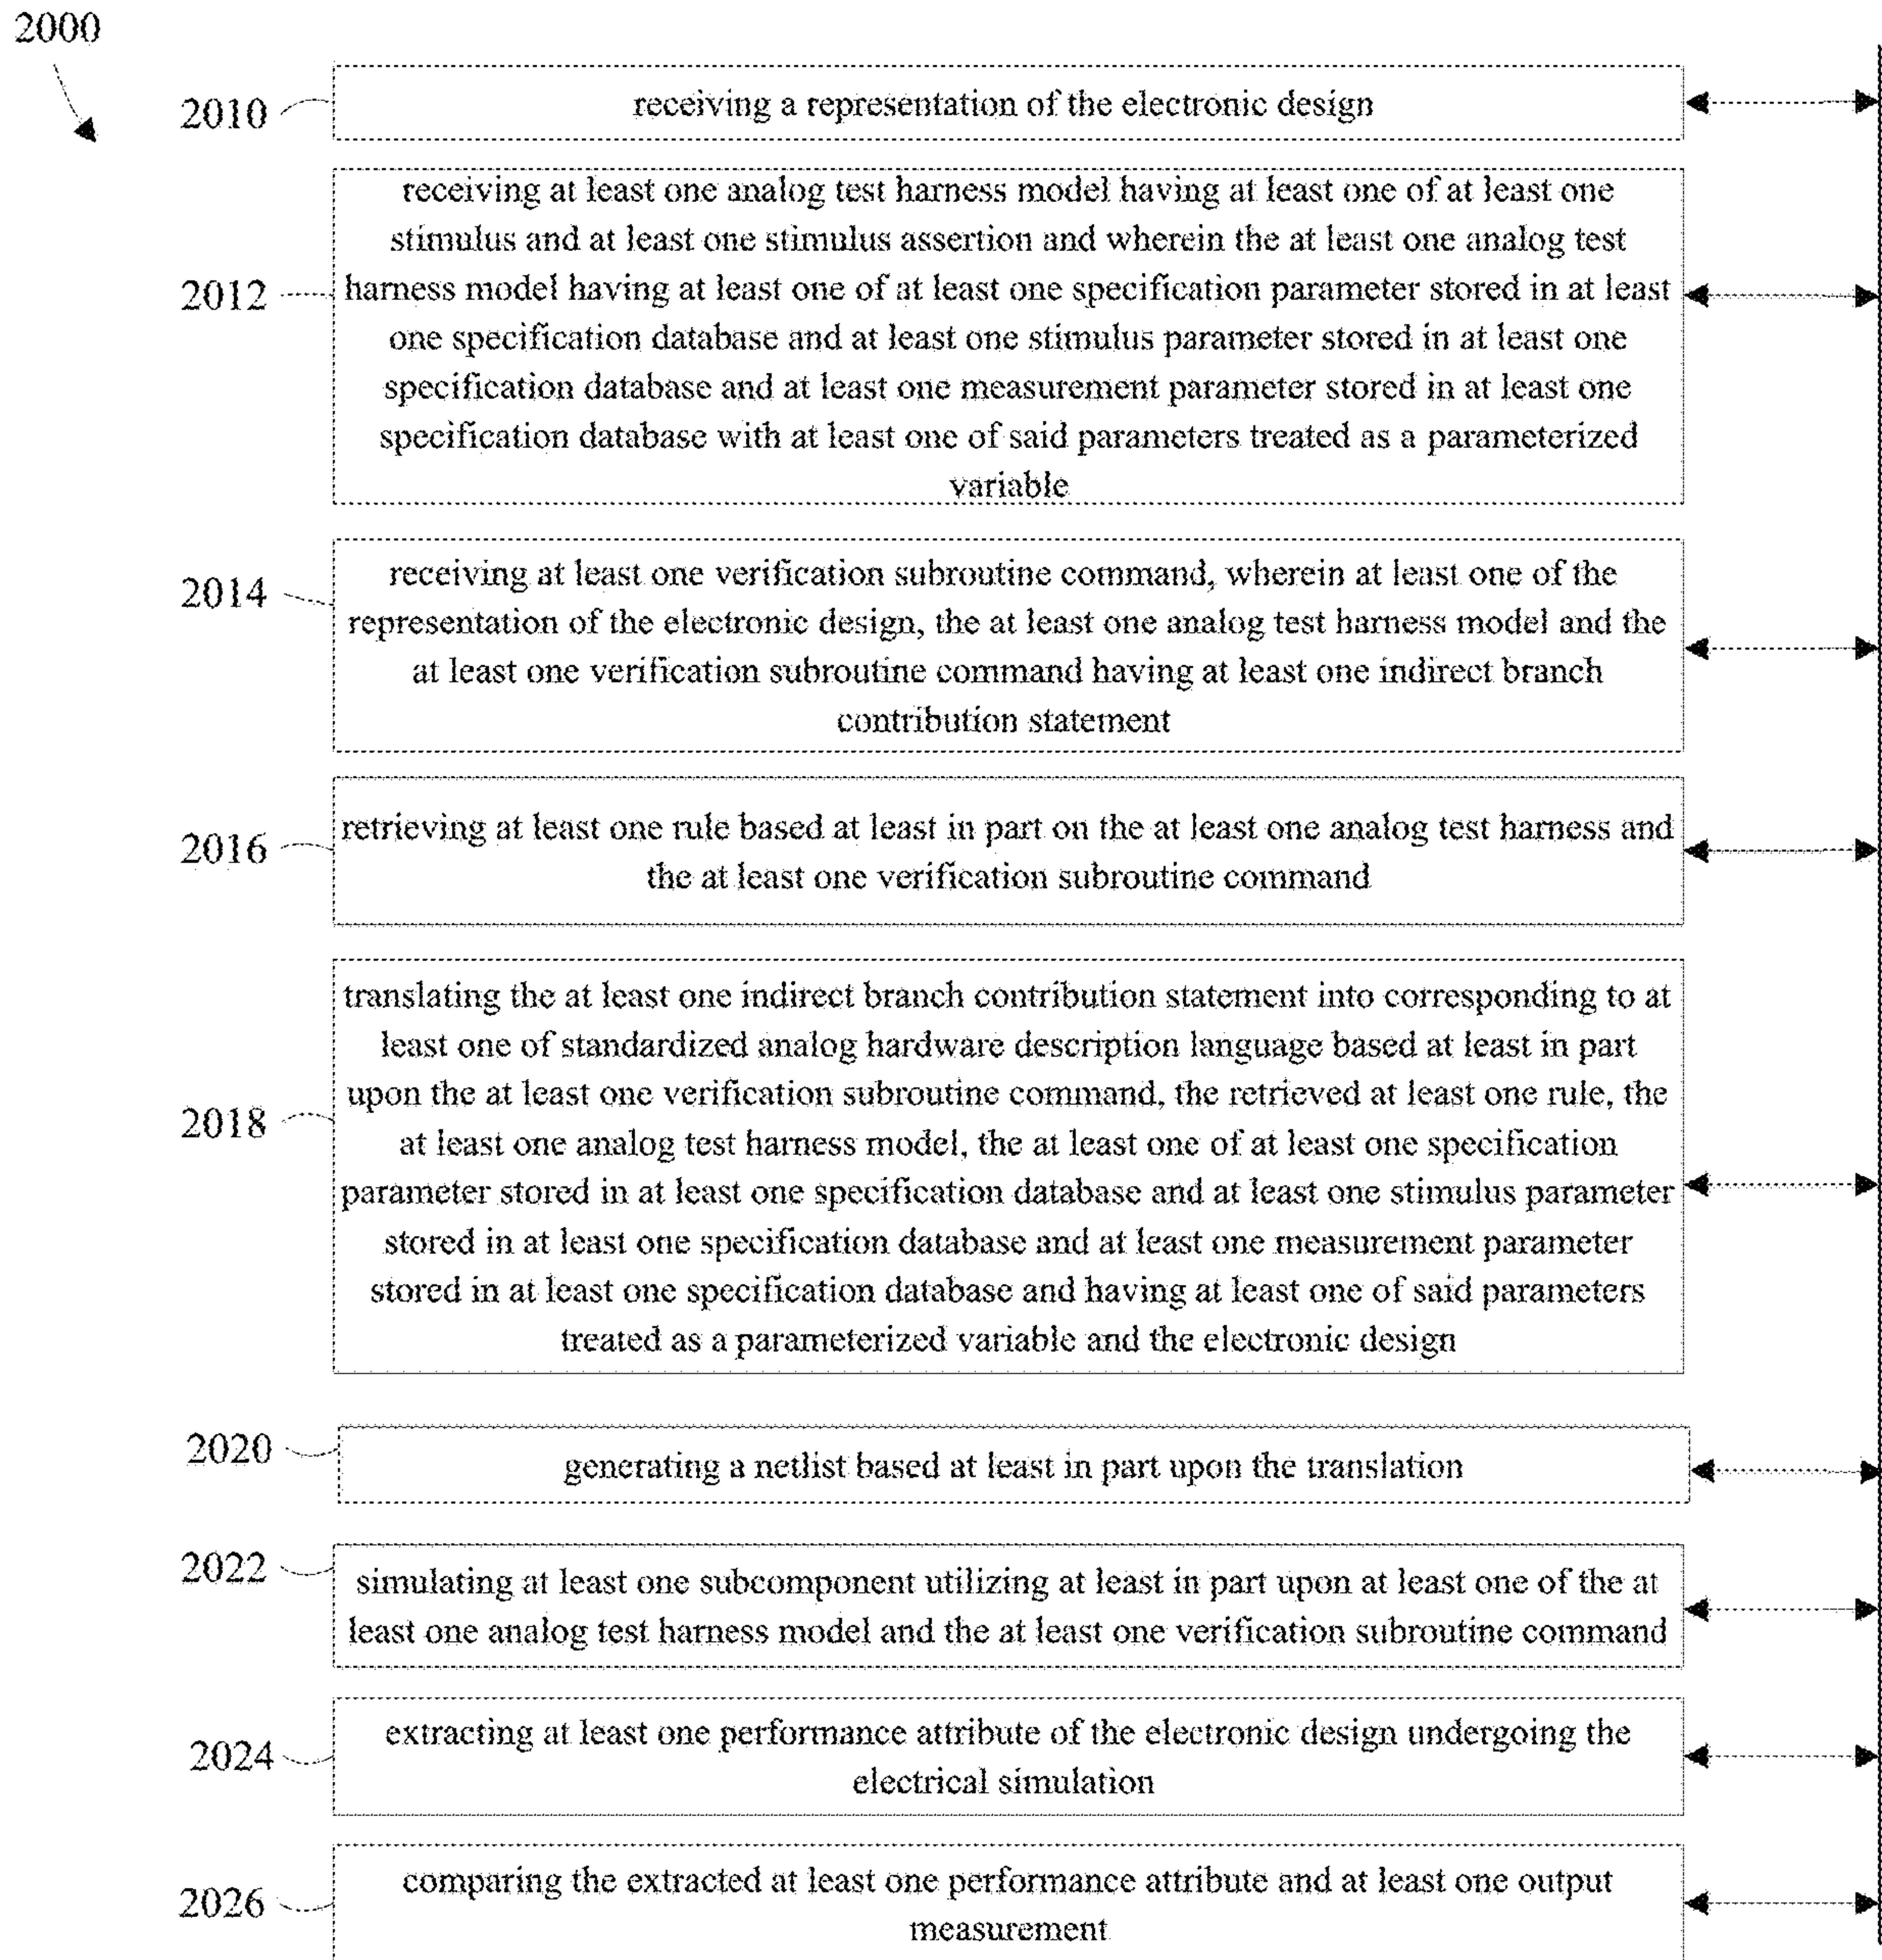 2000
2010
receiving a representation of the electronic design
2012
receiving at least one analog test harness model having at least one of at least one
stimulus and at least one stimulus assertion and wherein the at least one analog test
harness model having at least one of at least one specification parameter stored in at least
one specification database and at least one stimulus parameter stored in at least one
specification database and at least one measurement parameter stored in at least one
specification database with at least one of said parameters treated as a parameterized
variable
2014
receiving at least one verification subroutine command, wherein at least one of the
representation of the electronic design, the at least one analog test harness model and the
at least one verification subroutine command having at least one indirect branch
contribution statement
2016
retrieving at least one rule based at least in part on the at least one analog test harness and
the at least one verification subroutine command
2018
translating the at least one indirect branch contribution statement into corresponding to at
least one of standardized analog hardware description language based at least in part
upon the at least one verification subroutine command, the retrieved at least one rule, the
at least one analog test harness model, the at least one of at least one specification
parameter stored in at least one specification database and at least one stimulus parameter
stored in at least one specification database and at least one measurement parameter
stored in at least one specification database and having at least one of said parameters
treated as a parameterized variable and the electronic design
2020
generating a netlist based at least in part upon the translation
2022
simulating at least one subcomponent utilizing at least in part upon at least one of the at
least one analog test harness model and the at least one verification subroutine command
2024
extracting at least one performance attribute of the electronic design undergoing the
electrical simulation
2026
comparing the extracted at least one performance attribute and at least one output
measurement